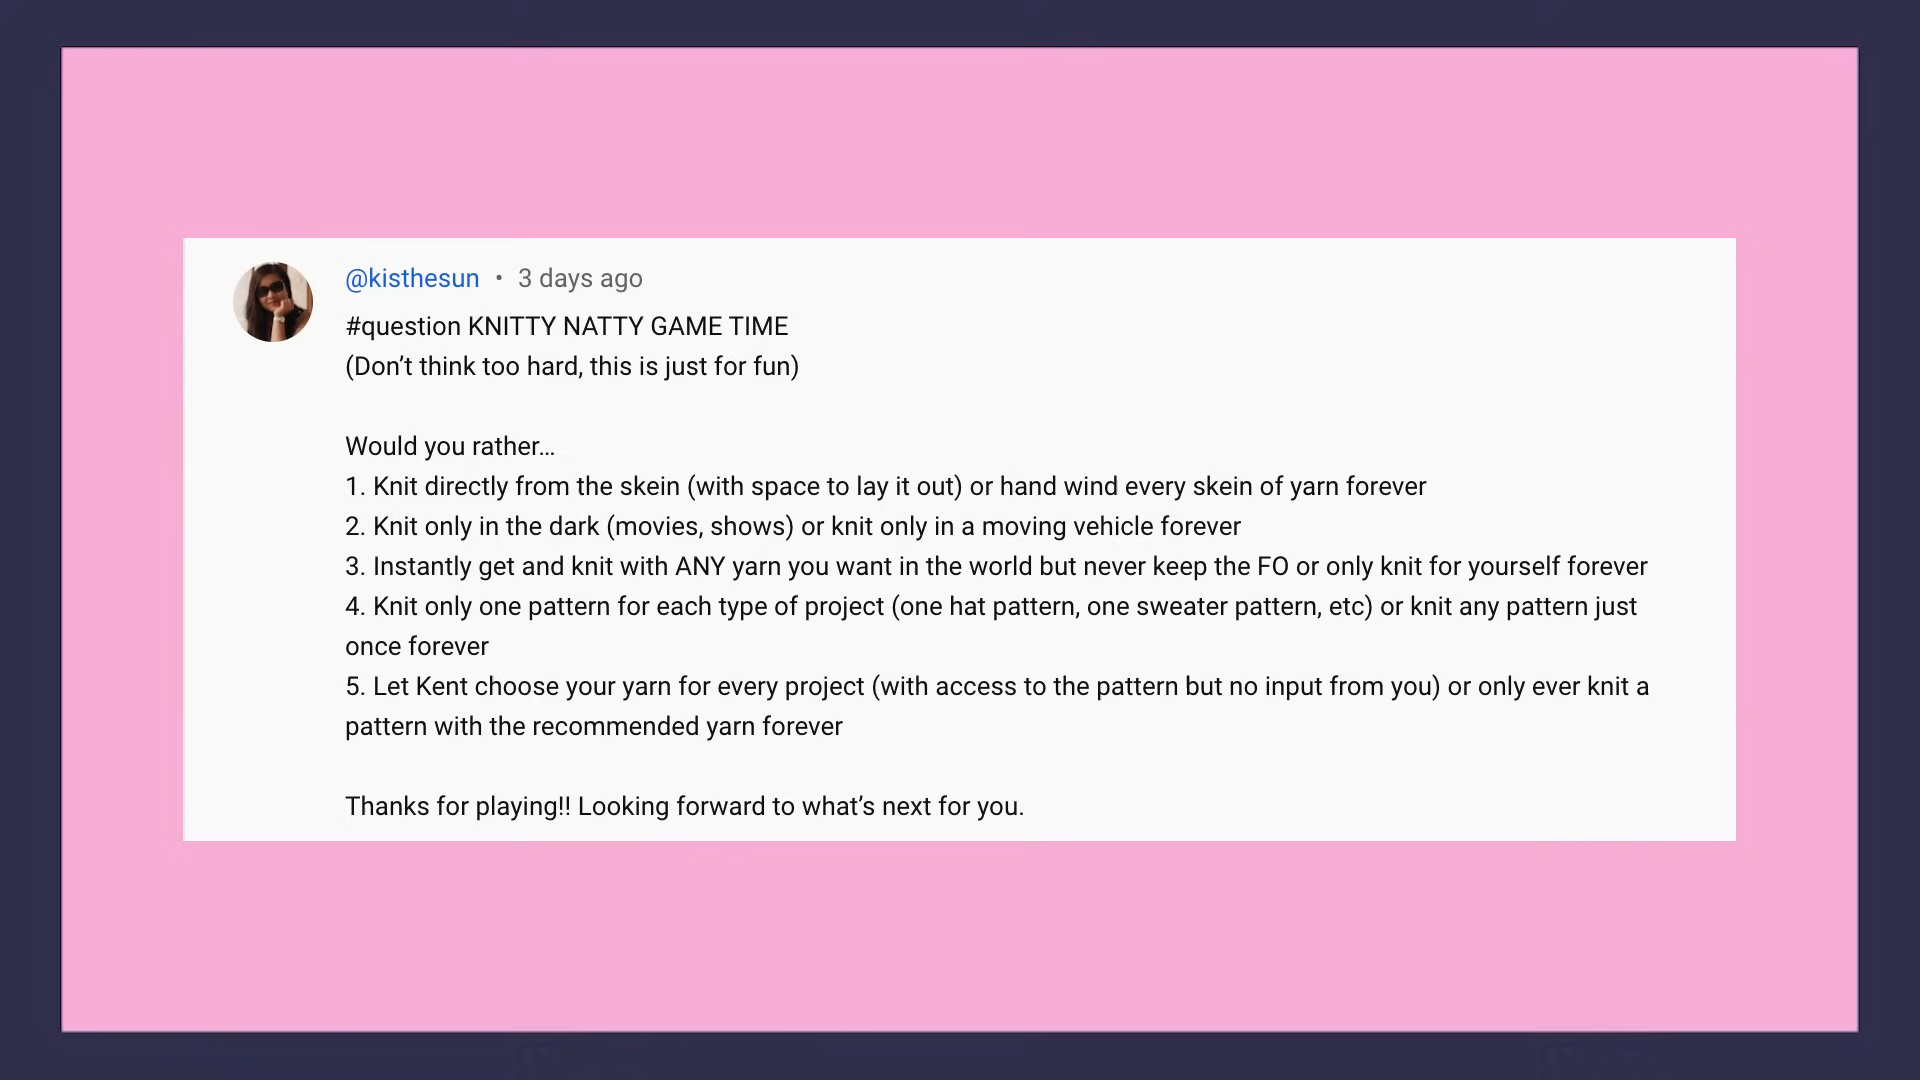 @kisthesun • 3 days ago
#question KNITTY NATTY GAME TIME
(Don’t think too hard, this is just for fun)
Would you rather...
1. Knit directly from the skein (with space to lay it out) or hand wind every skein of yarn forever
2. Knit only in the dark (movies, shows) or knit only in a moving vehicle forever
3. Instantly get and knit with ANY yarn you want in the world but never keep the FO or only knit for yourself forever
4. Knit only one pattern for each type of project (one hat pattern, one sweater pattern, etc) or knit any pattern just
once forever
5. Let Kent choose your yarn for every project (with access to the pattern but no input from you) or only ever knit a
pattern with the recommended yarn forever
Thanks for playing!! Looking forward to what’s next for you.